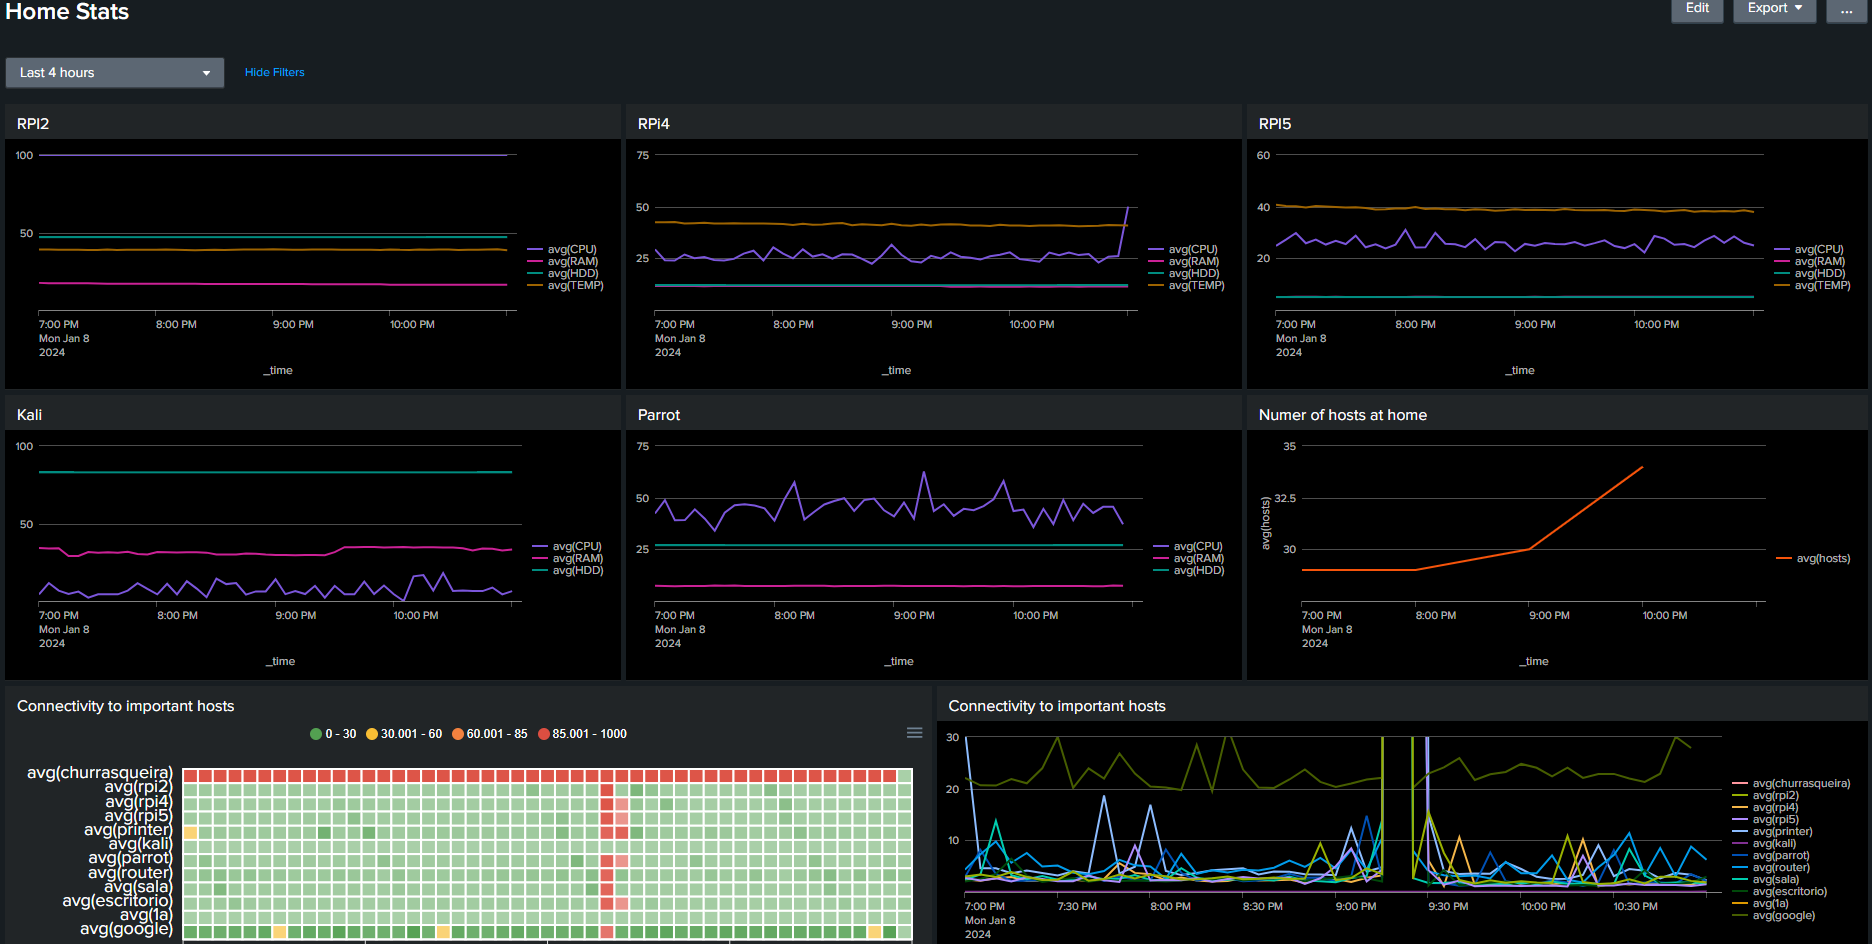 Home Stats
Edit
Export
...
Last 4 hours
Hide Filters
RPI2
100
50
7:00 PM
Mon Jan 8
2024
8:00 PM
9:00 PM
10:00 PM
_time
avg(CPU)
avg(RAM)
avg(HDD)
avg(TEMP)
RPi4
75
50
25
7:00 PM
Mon Jan 8
2024
8:00 PM
9:00 PM
10:00 PM
_time
avg(CPU)
avg(RAM)
avg(HDD)
avg(TEMP)
RPI5
60
40
20
7:00 PM
Mon Jan 8
2024
8:00 PM
9:00 PM
10:00 PM
_time
avg(CPU)
avg(RAM)
avg(HDD)
avg(TEMP)
Kali
100
50
7:00 PM
Mon Jan 8
2024
8:00 PM
9:00 PM
10:00 PM
_time
avg(CPU)
avg(RAM)
avg(HDD)
Parrot
75
50
25
7:00 PM
Mon Jan 8
2024
8:00 PM
9:00 PM
10:00 PM
_time
avg(CPU)
avg(RAM)
avg(HDD)
Numer of hosts at home
avg(hosts)
35
32.5
30
7:00 PM
Mon Jan 8
2024
8:00 PM
9:00 PM
10:00 PM
_time
avg(hosts)
Connectivity to important hosts
0 - 30
30.001 - 60
60.001 - 85
85.001 - 1000
avg(churrasqueira)
avg(rpi2)
avg(rpi4)
avg(rpi5)
avg(printer)
avg(kali)
avg(parrot)
avg(router)
avg(sala)
avg(escritorio)
avg(1a)
avg(google)
Connectivity to important hosts
30
20
10
7:00 PM
Mon Jan 8
2024
7:30 PM
8:00 PM
8:30 PM
9:00 PM
9:30 PM
10:00 PM
10:30 PM
avg(churrasqueira)
avg(rpi2)
avg(rpi4)
avg(rpi5)
avg(printer)
avg(kali)
avg(parrot)
avg(router)
avg(sala)
avg(escritorio)
avg(1a)
avg(google)